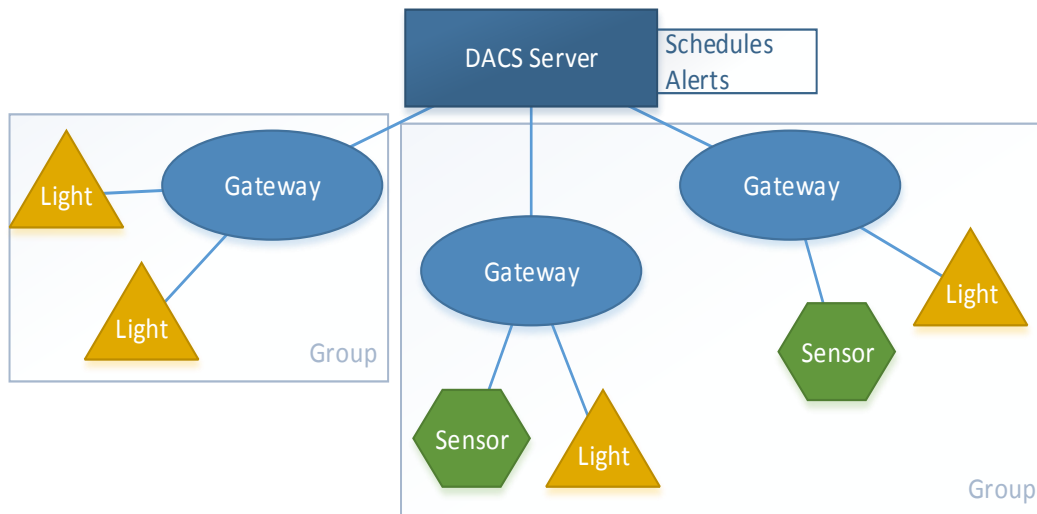 DACS Server
Schedules
Alerts
Light
Gateway
Light
Group
Gateway
Gateway
Sensor
Light
Sensor
Light
Group